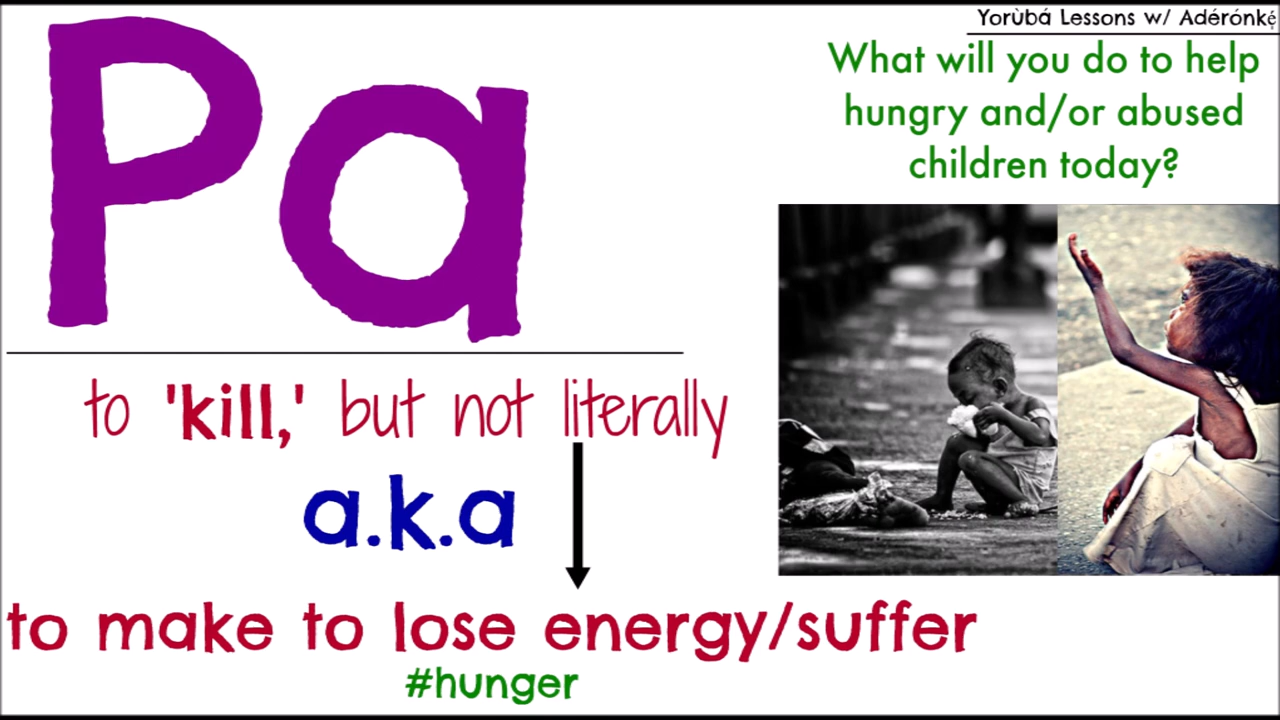 Yorùbá Lessons w/ Adérónkẹ́
Pa
What will you do to help
hungry and/or abused
children today?
to 'kill,' but not literally
a.k.a
to make to lose energy/suffer
#hunger